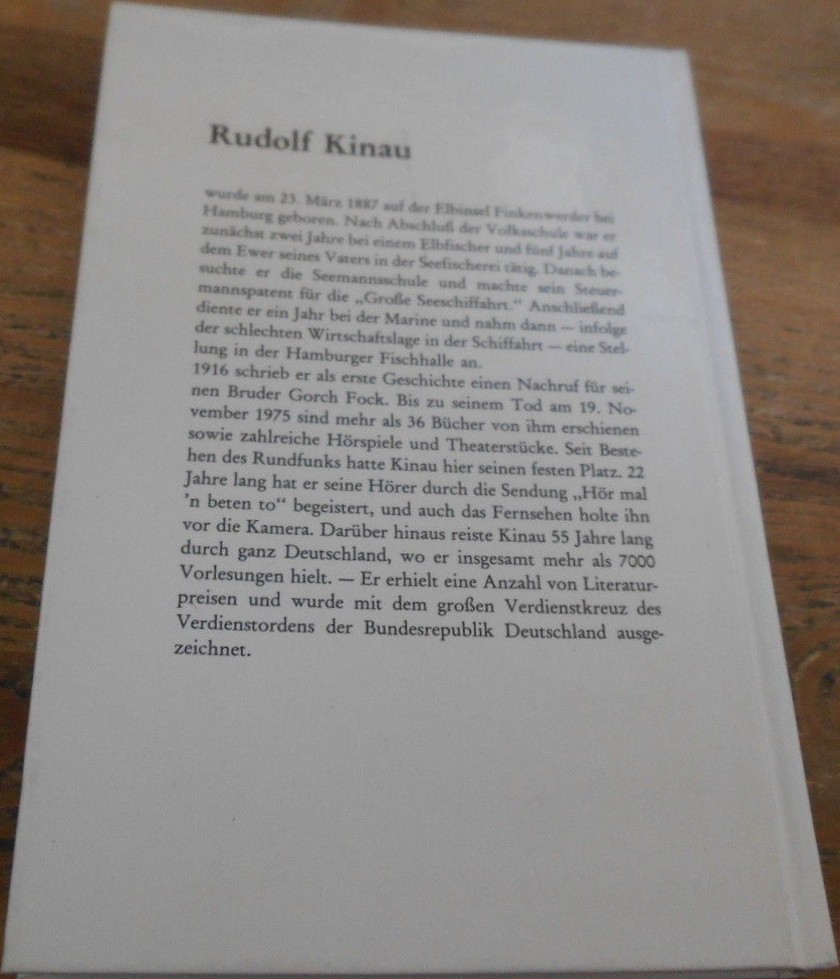 Rudolf Kinau
wurde am 23. März 1887 auf der Elbinsel Finkenwerder bei
Hamburg geboren. Nach Abschluß der Volksschule war er
zunächst zwei Jahre bei einem Elbfischer und fünf Jahre auf
dem Ewer seines Vaters in der Seefischerei tätig. Danach be-
suchte er die Seemannsschule und machte sein Steuer-
mannspatent für die „Große Seeschiffahrt.“ Anschließend
diente er ein Jahr bei der Marine und nahm dann — infolge
der schlechten Wirtschaftslage in der Schiffahrt — eine Stel-
lung in der Hamburger Fischhalle an.
1916 schrieb er als erste Geschichte einen Nachruf für sei-
nen Bruder Gorch Fock. Bis zu seinem Tod am 19. No-
vember 1975 sind mehr als 36 Bücher von ihm erschienen
sowie zahlreiche Hörspiele und Theaterstücke. Seit Beste-
hen des Rundfunks hatte Kinau hier seinen festen Platz. 22
Jahre lang hat er seine Hörer durch die Sendung „Hör mal
'n beten to“ begeistert, und auch das Fernsehen holte ihn
vor die Kamera. Darüber hinaus reiste Kinau 55 Jahre lang
durch ganz Deutschland, wo er insgesamt mehr als 7000
Vorlesungen hielt. — Er erhielt eine Anzahl von Literatur-
preisen und wurde mit dem großen Verdienstkreuz des
Verdienstordens der Bundesrepublik Deutschland ausge-
zeichnet.